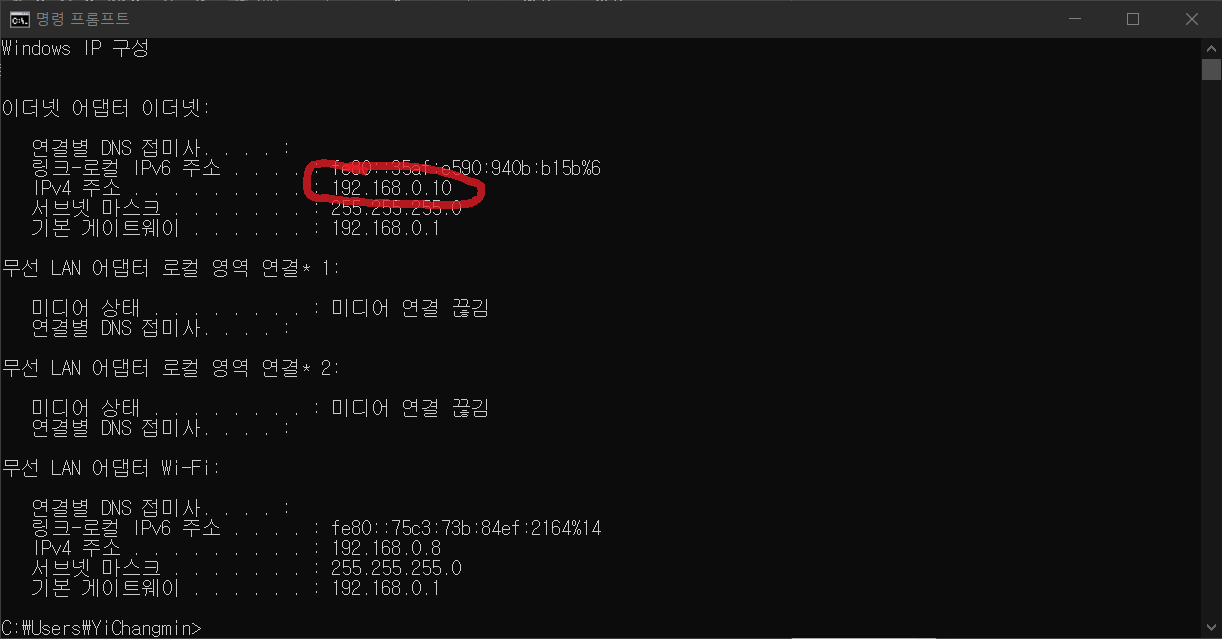 명령 프롬프트
Windows IP 구성
이더넷 어댑터 이더넷:
연결별 DNS 접미사. . . . :
링크-로컬 IPv6 주소 . . . . : fe80::35af:e590:940b:b15b%6
IPv4 주소 . . . . . . . . . : 192.168.0.10
서브넷 마스크 . . . . . . . : 255.255.255.0
기본 게이트웨이 . . . . . . : 192.168.0.1
무선 LAN 어댑터 로컬 영역 연결* 1:
미디어 상태 . . . . . . . . : 미디어 연결 끊김
연결별 DNS 접미사. . . . :
무선 LAN 어댑터 로컬 영역 연결* 2:
미디어 상태 . . . . . . . . : 미디어 연결 끊김
연결별 DNS 접미사. . . . :
무선 LAN 어댑터 Wi-Fi:
연결별 DNS 접미사. . . . :
링크-로컬 IPv6 주소 . . . . : fe80::75c3:73b:84ef:2164%14
IPv4 주소 . . . . . . . . . : 192.168.0.8
서브넷 마스크 . . . . . . . : 255.255.255.0
기본 게이트웨이 . . . . . . : 192.168.0.1
C:₩Users₩YiChangmin>